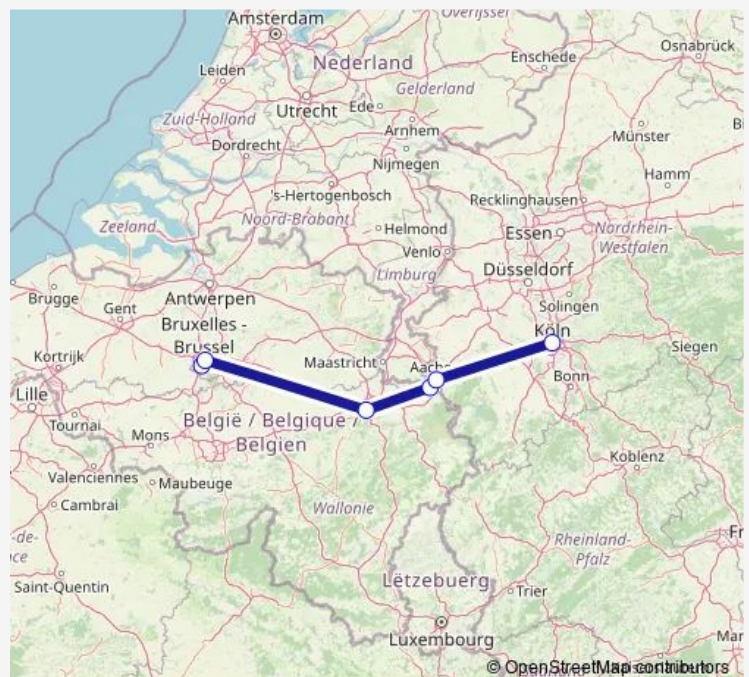 Amsterdam
Overijssel
Osnabrück
Enschede
Leiden
Nederland
Gelderland
Utrecht
Ede
Zuid-Holland
Arnhem
Münster
Dordrecht
Nijmegen
Hamm
's-Hertogenbosch
Recklinghausen
Noord-Brabant
Zeeland
Helmond
Essen
Nordrhein-
Westfalen
Venlo
Limburg
Düsseldorf
Brugge
Antwerpen
Gent
Solingen
Bruxelles -
Brussel
Köln
Kortrijk
Maastricht
Siegen
Bonn
Lille
Tournai
België / Belgique /
Belgien
Mons
Koblenz
Valenciennes
Maubeuge
Cambrai
Wallonie
Rheinland-
Pfalz
Lëtzebuerg
Saint-Quentin
Trier
Luxembourg
© OpenStreetMap contributors